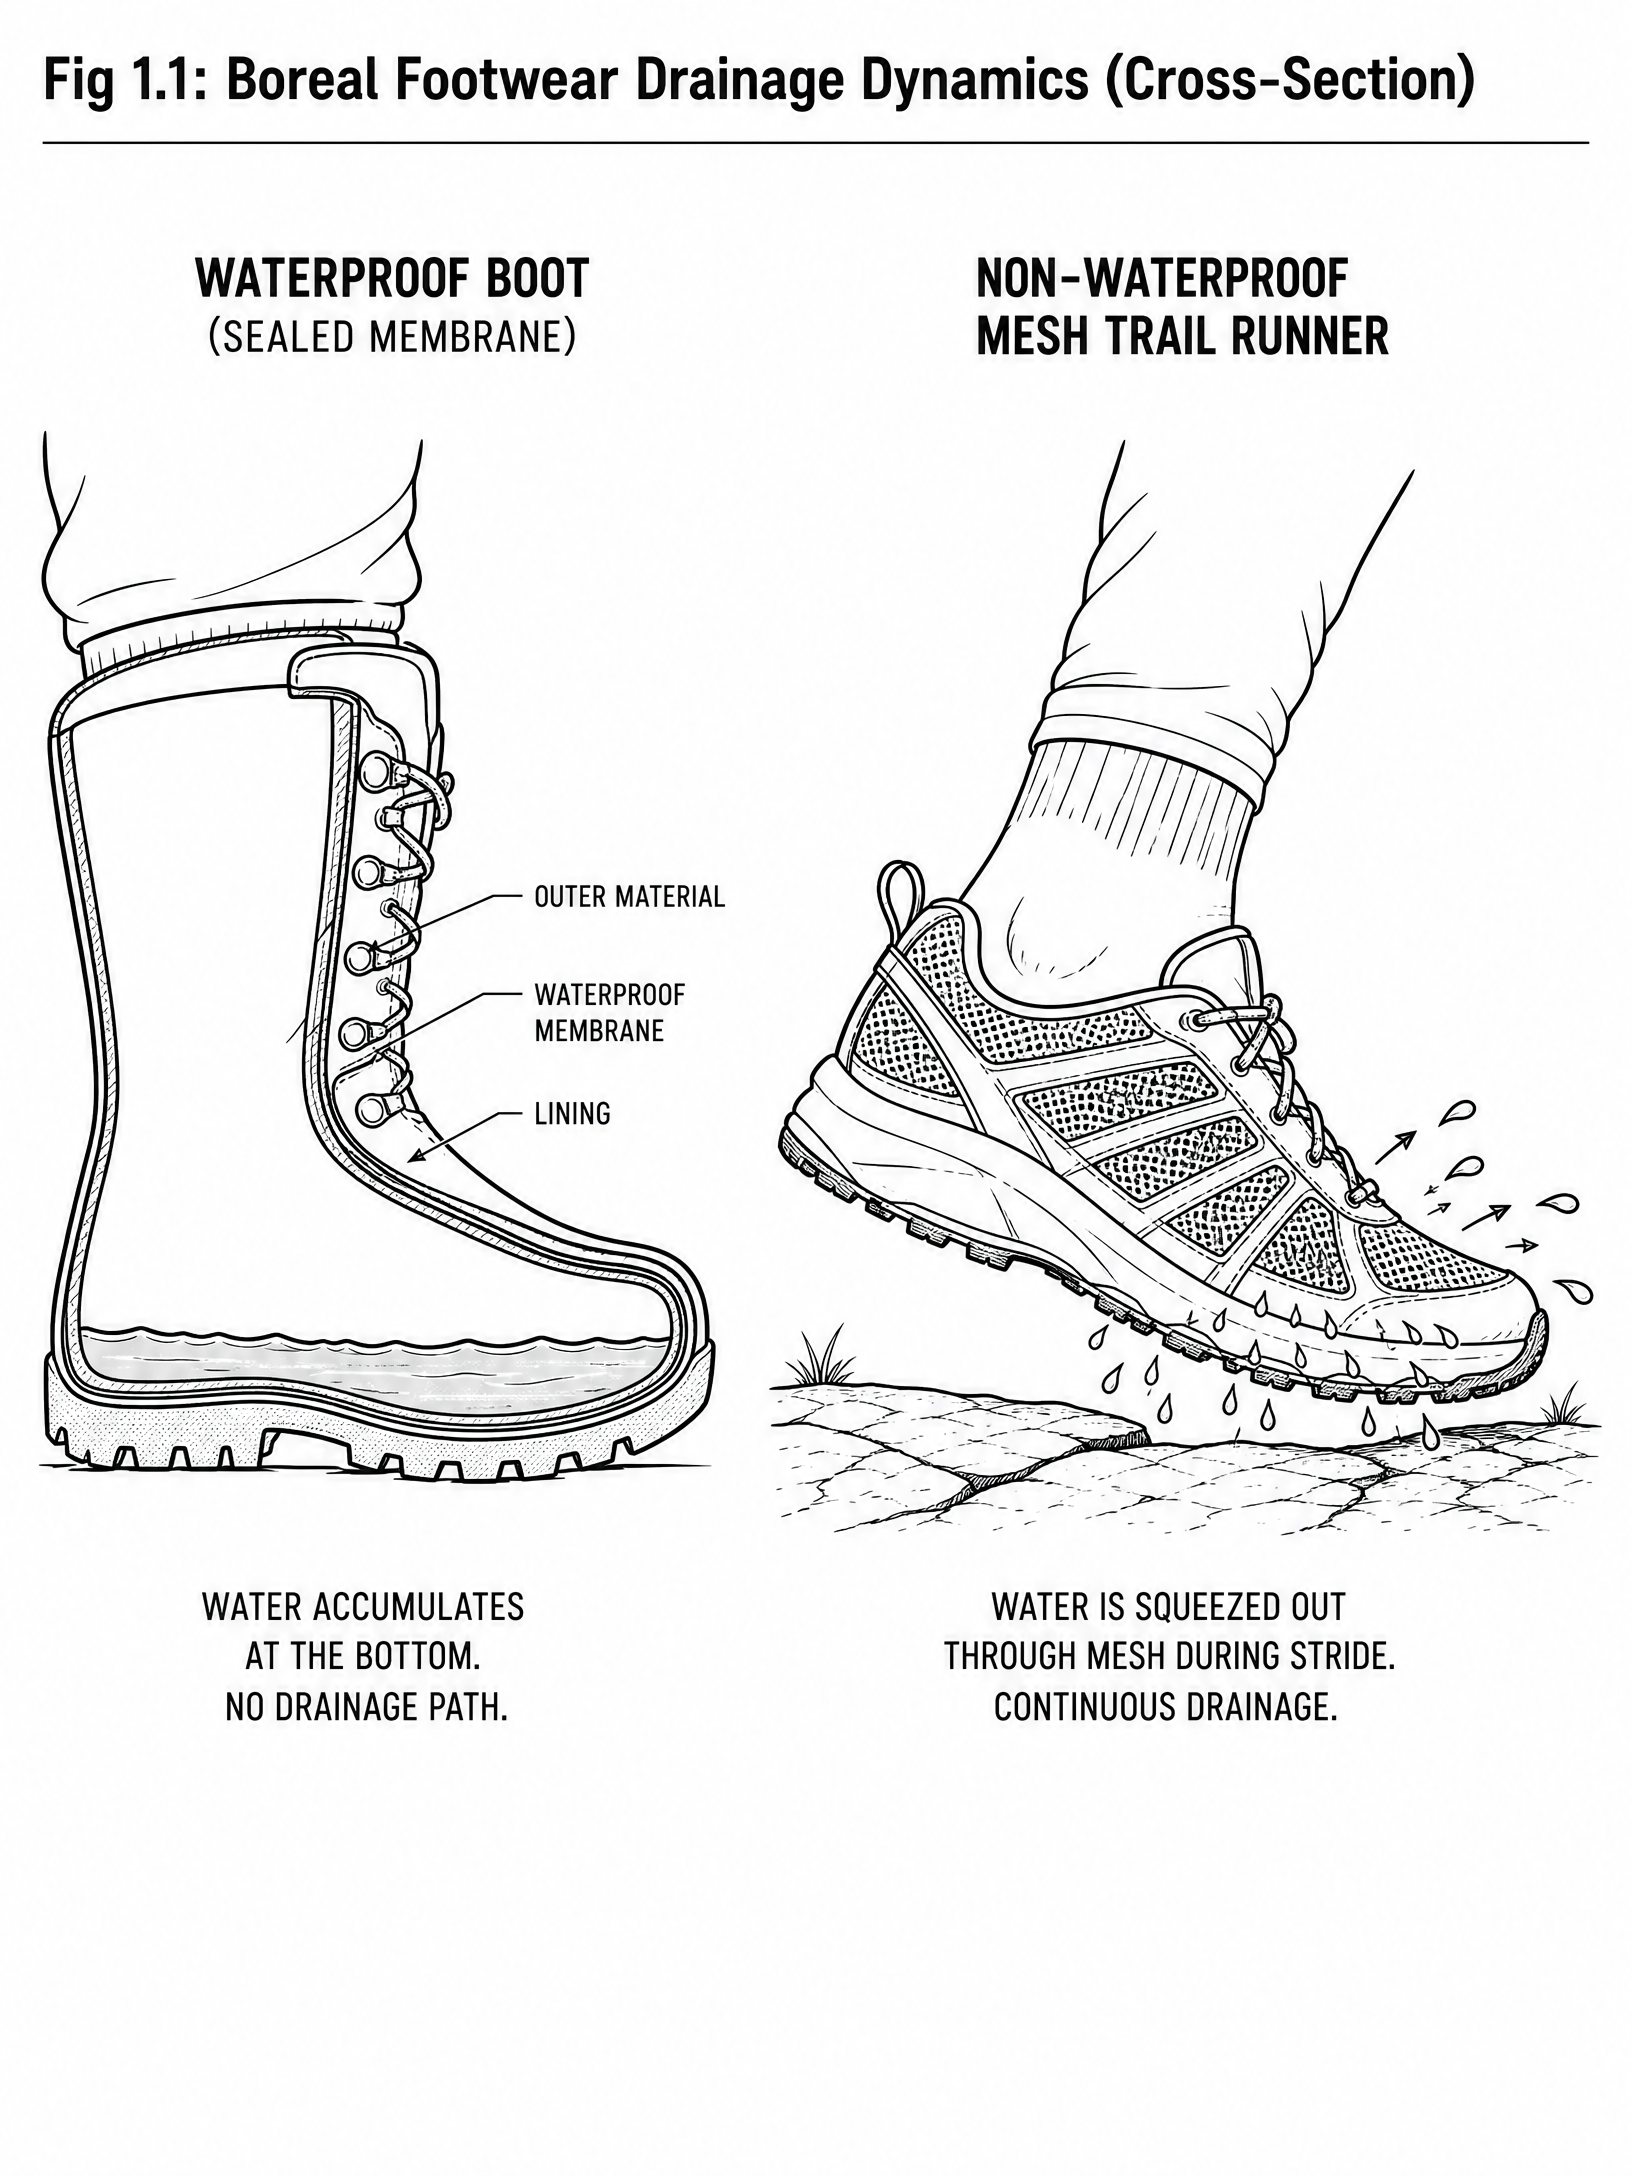 Fig 1.1: Boreal Footwear Drainage Dynamics (Cross-Section)
WATERPROOF BOOT
(SEALED MEMBRANE)
NON-WATERPROOF
MESH TRAIL RUNNER
OUTER MATERIAL
WATERPROOF
MEMBRANE
LINING
WATER ACCUMULATES
AT THE BOTTOM.
NO DRAINAGE PATH.
WATER IS SQUEEZED OUT
THROUGH MESH DURING STRIDE.
CONTINUOUS DRAINAGE.